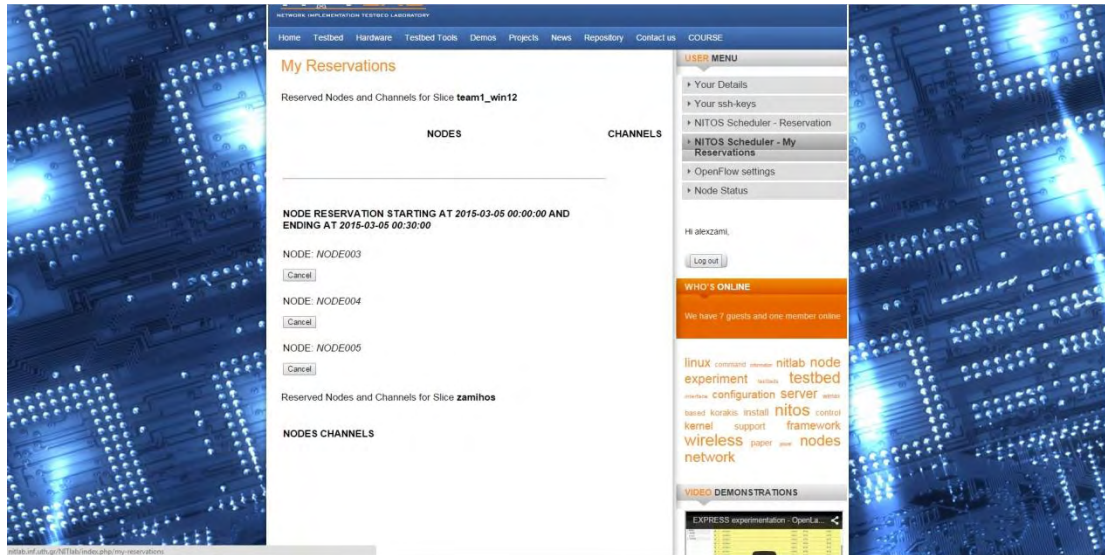 NETWORK IMPLEMENTATION TESTBED LABORATORY
Home Testbed Hardware Testbed Tools Demos Projects News Repository Contact us COURSE
My Reservations
Reserved Nodes and Channels for Slice team1_win12
NODES CHANNELS
NODE RESERVATION STARTING AT 2015-03-05 00:00:00 AND
ENDING AT 2015-03-05 00:30:00
NODE: NODE003
Cancel
NODE: NODE004
Cancel
NODE: NODE005
Cancel
Reserved Nodes and Channels for Slice zamihos
NODES CHANNELS
USER MENU
Your Details
Your ssh-keys
NITOS Scheduler - Reservation
NITOS Scheduler - My
Reservations
OpenFlow settings
Node Status
Hi alexzami,
Log out
WHO'S ONLINE
We have 7 guests and one member online
linux command nitlab node
experiment testbed
configuration server
based korakis install nitos control
kernel support framework
wireless paper nodes
network
VIDEO DEMONSTRATIONS
EXPRESS experimentation - OpenLa...
nitlab.inf.uth.gr/NITlab/index.php/my-reservations